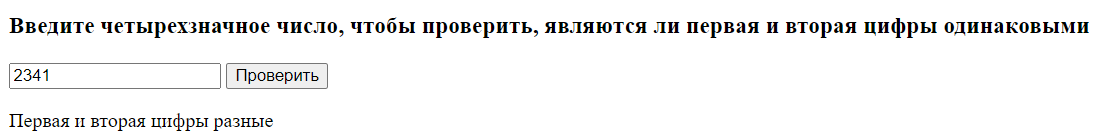 Введите четырехзначное число, чтобы проверить, являются ли первая и вторая цифры одинаковыми
2341 Проверить
Первая и вторая цифры разные